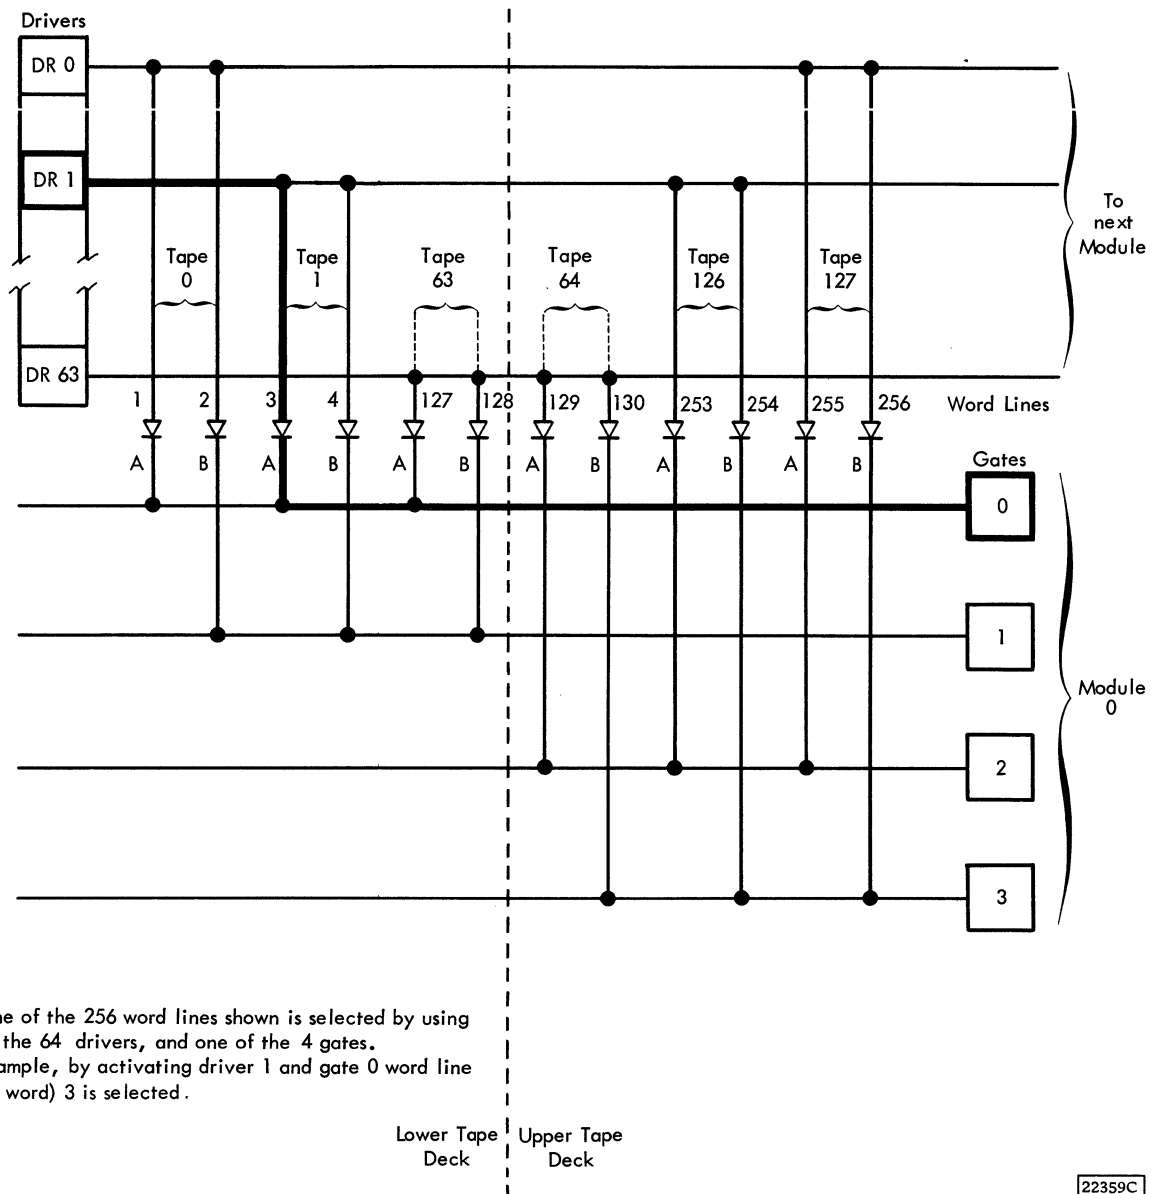 Drivers
DR 0
DR 1
To
next
Module
Tape
0
Tape
1
Tape
63
Tape
64
Tape
126
Tape
127
DR 63
1
2
3
4
127
128
129
130
253
254
255
256
Word Lines
A
B
A
B
A
B
A
B
A
B
A
B
Gates
0
1
2
3
Module
0
ne of the 256 word lines shown is selected by using
the 64 drivers, and one of the 4 gates.
ample, by activating driver 1 and gate 0 word line
word) 3 is selected.
Lower Tape
Deck
Upper Tape
Deck
22359C